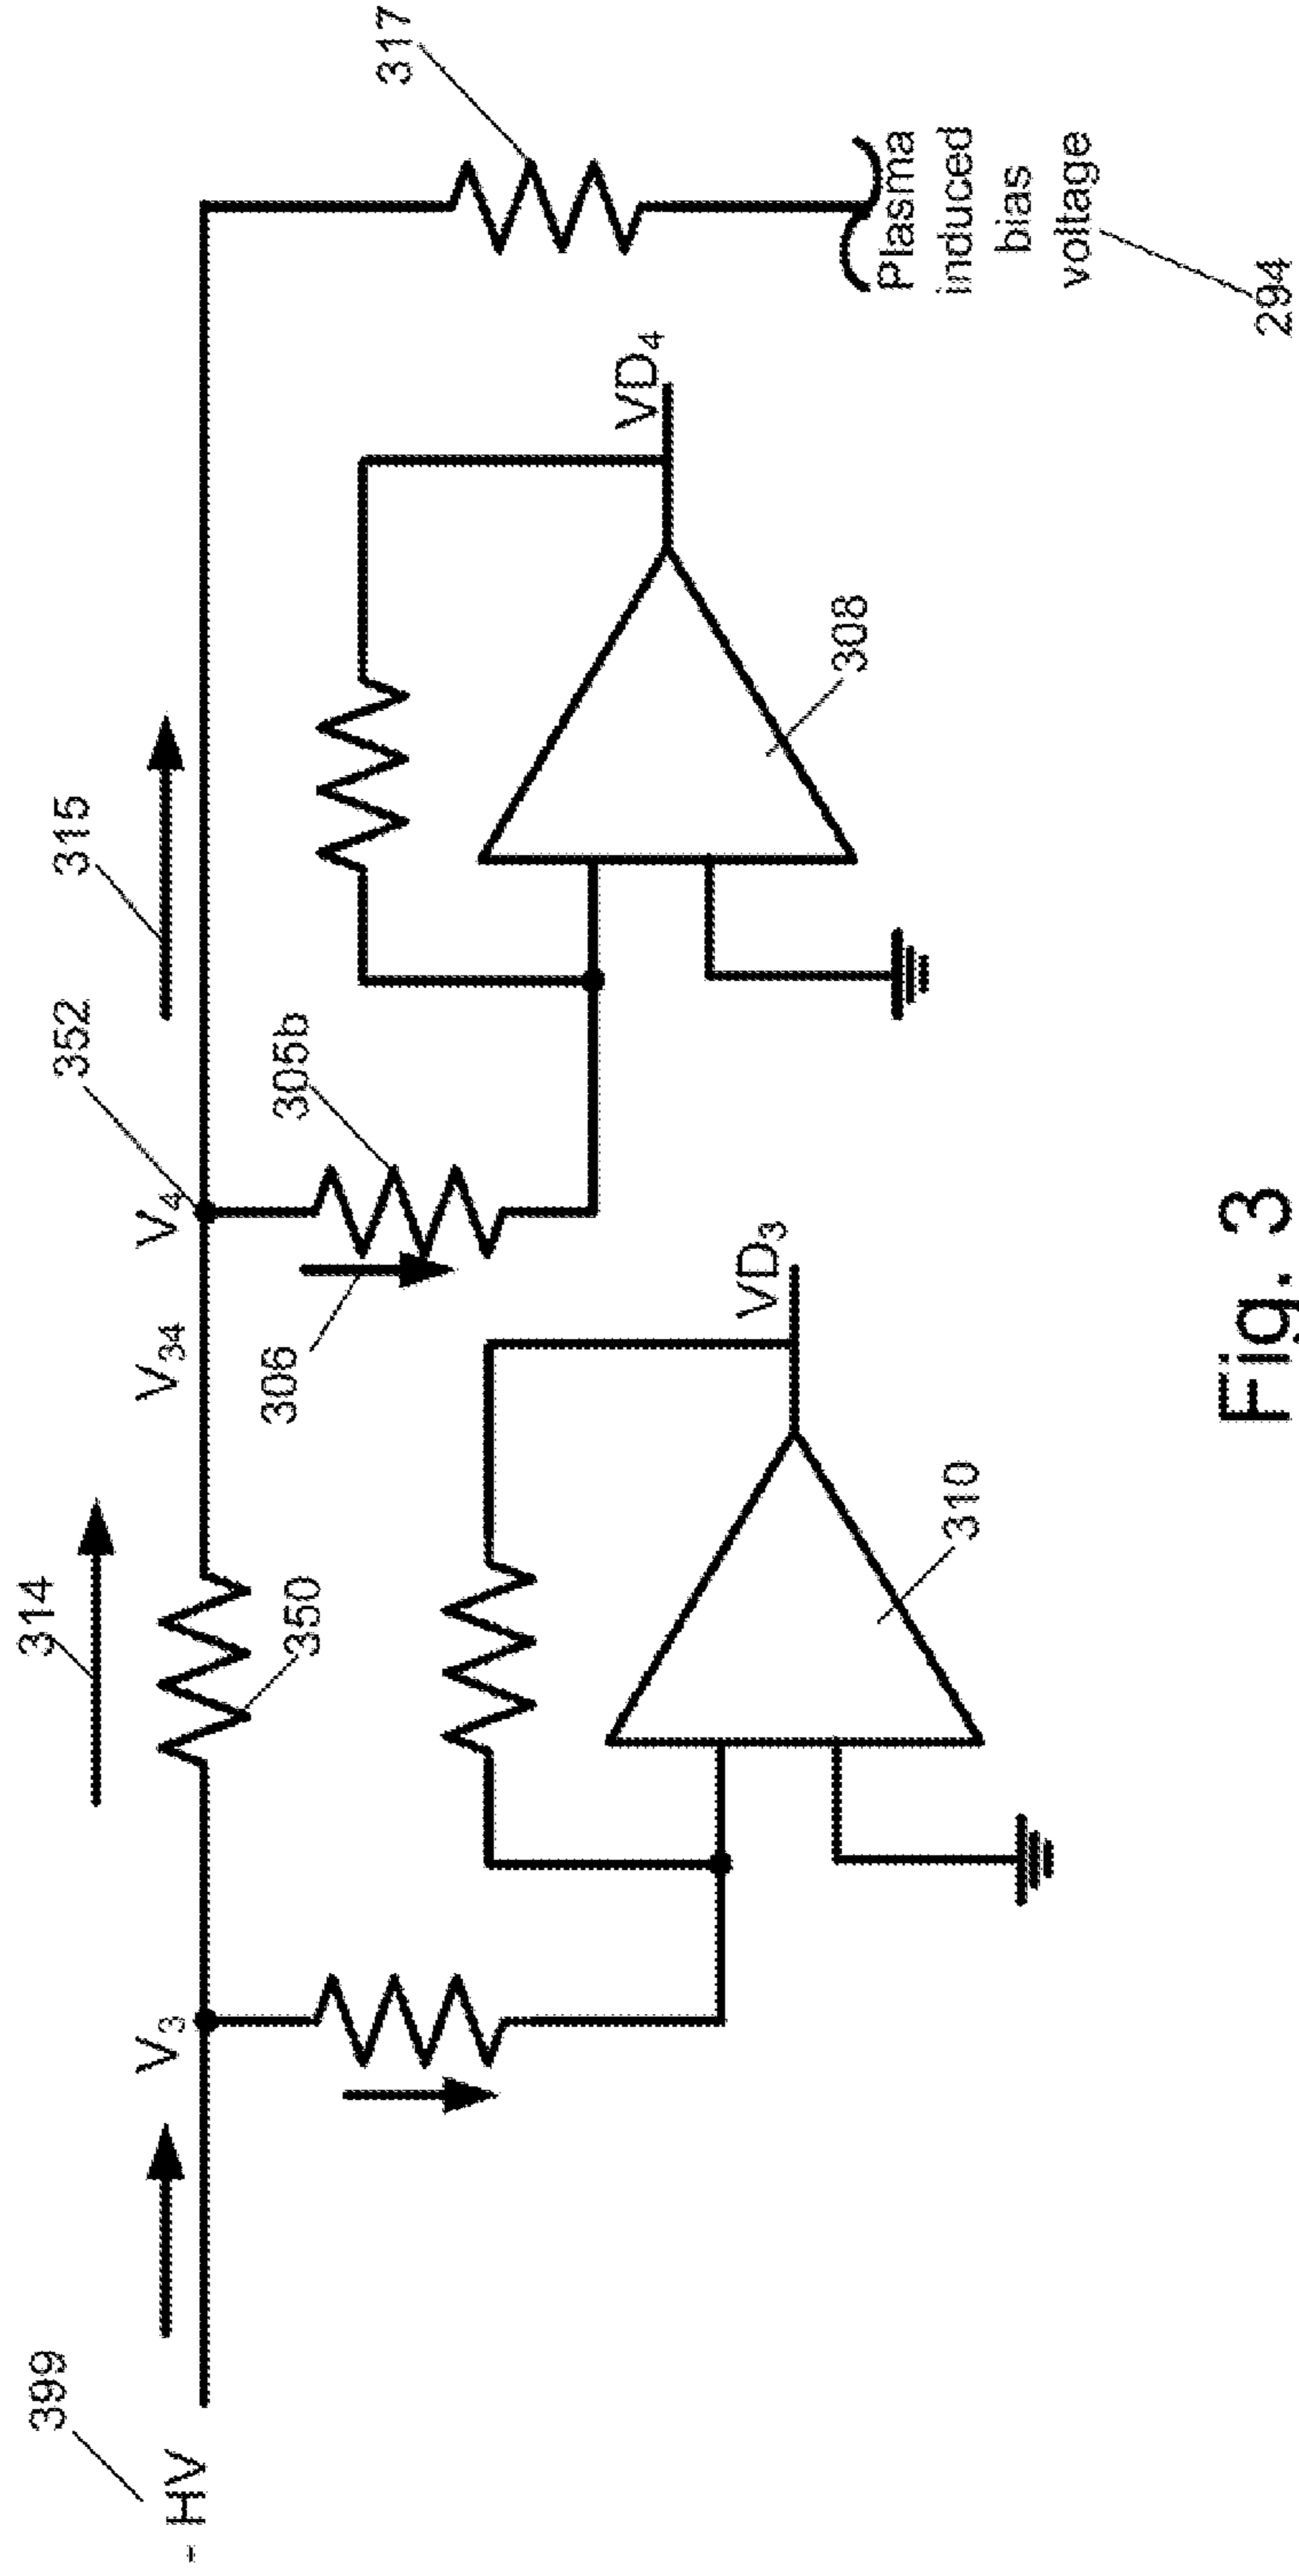 399
- HV
V3
314
350
V34
V4
352
315
306
305b
310
VD3
308
VD4
317
Plasma
induced
bias
voltage
294
Fig. 3